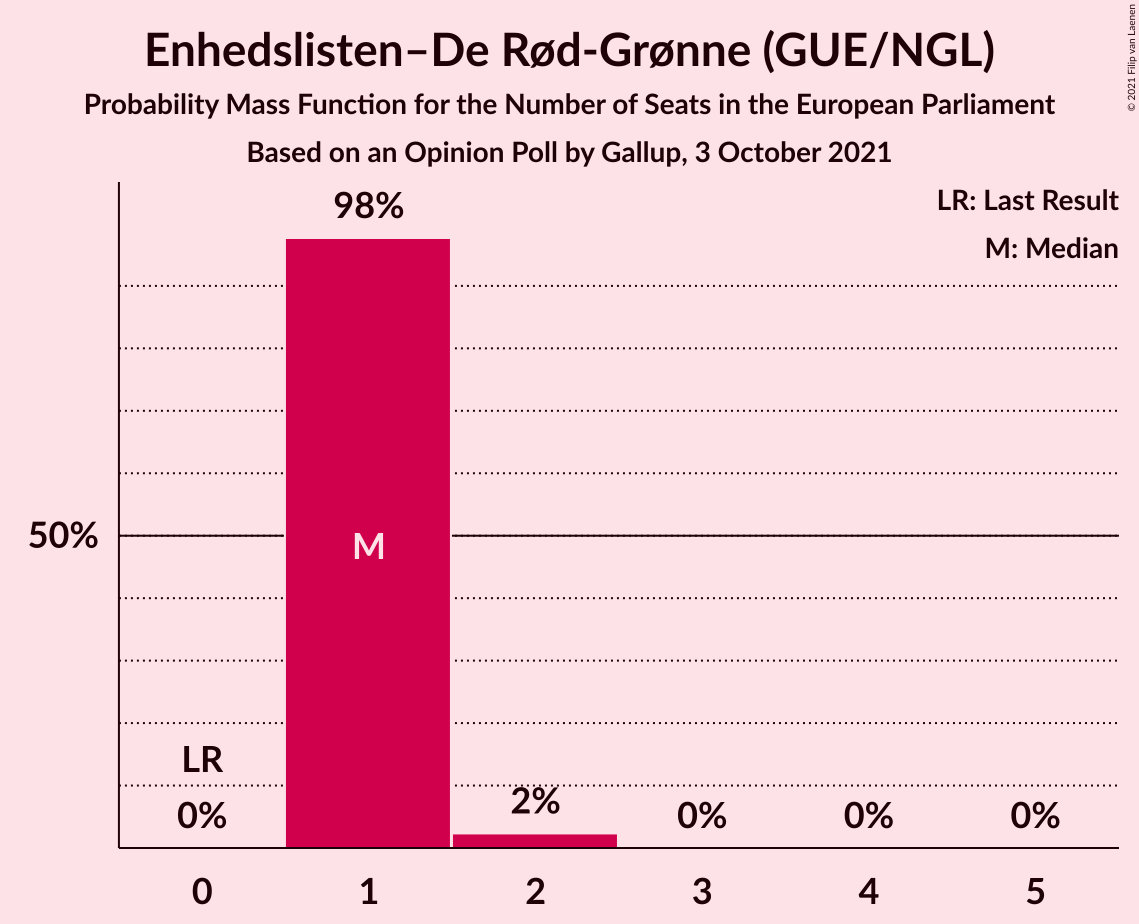 Enhedslisten–De Rød-Grønne (GUE/NGL)
Probability Mass Function for the Number of Seats in the European Parliament
Based on an Opinion Poll by Gallup, 3 October 2021
© 2021 Filip van Laenen
LR: Last Result
M: Median
98%
50%
M
LR
0%
2%
0%
0%
0%
0
1
2
3
4
5